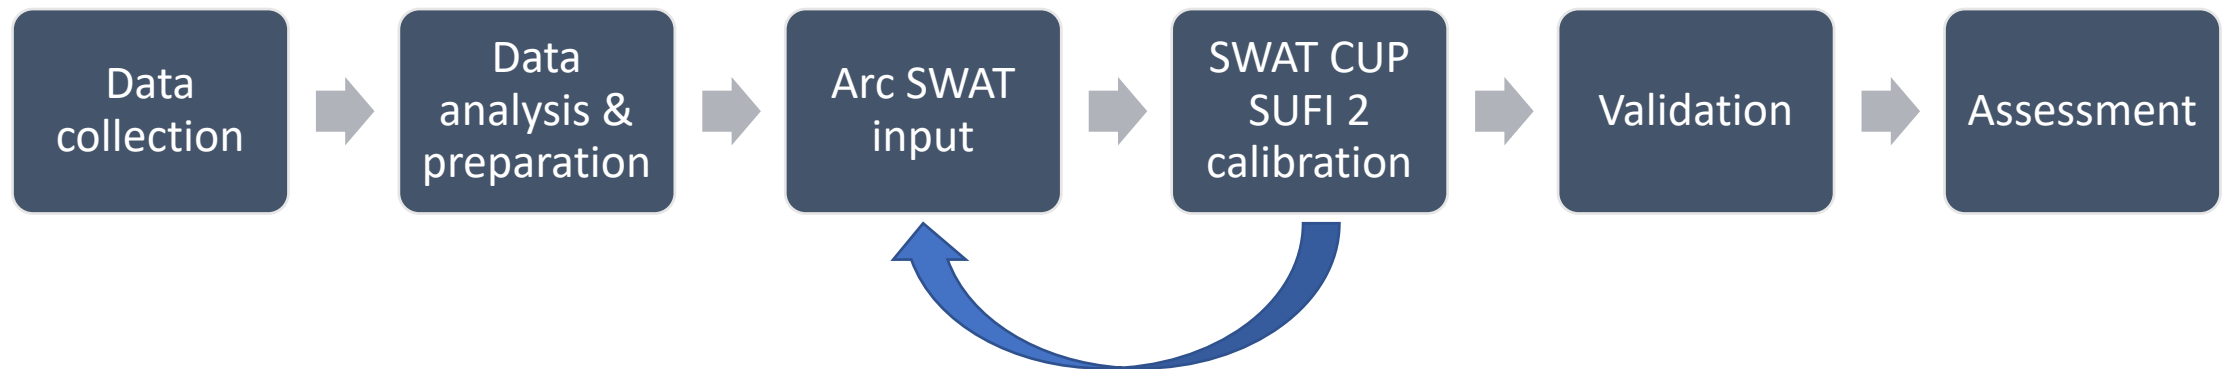 Data
collection
Data
analysis &
preparation
Arc SWAT
input
SWAT CUP
SUFI 2
calibration
Validation
Assessment